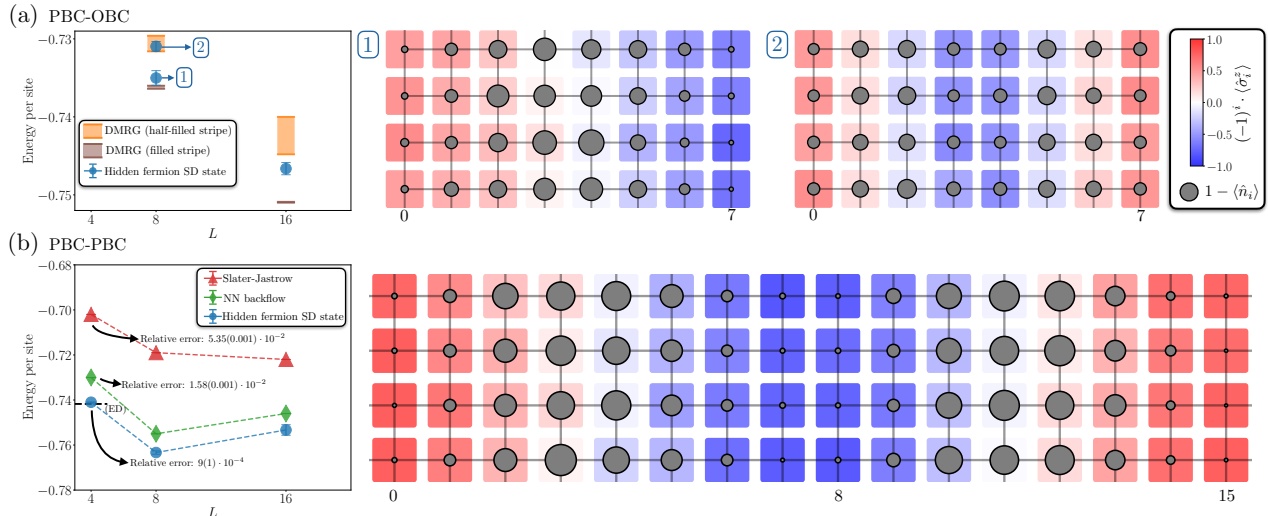 (a) PBC-OBC
Energy per site
−0.73
−0.74
−0.75
2
1
DMRG (half-filled stripe)
DMRG (filled stripe)
Hidden fermion SD state
4 8 16
L
1
0 7
2
0 7
1.0
0.5
0.0
−0.5
−1.0
(−1)^i · ⟨σ̂_i^z⟩
1 − ⟨n̂_i⟩
(b) PBC-PBC
Energy per site
−0.68
−0.70
−0.72
−0.74
−0.76
−0.78
Slater-Jastrow
NN backflow
Hidden fermion SD state
Relative error: 5.35(0.001) · 10⁻²
Relative error: 1.58(0.001) · 10⁻²
(ED)
Relative error: 9(1) · 10⁻⁴
4 8 16
L
0 8 15